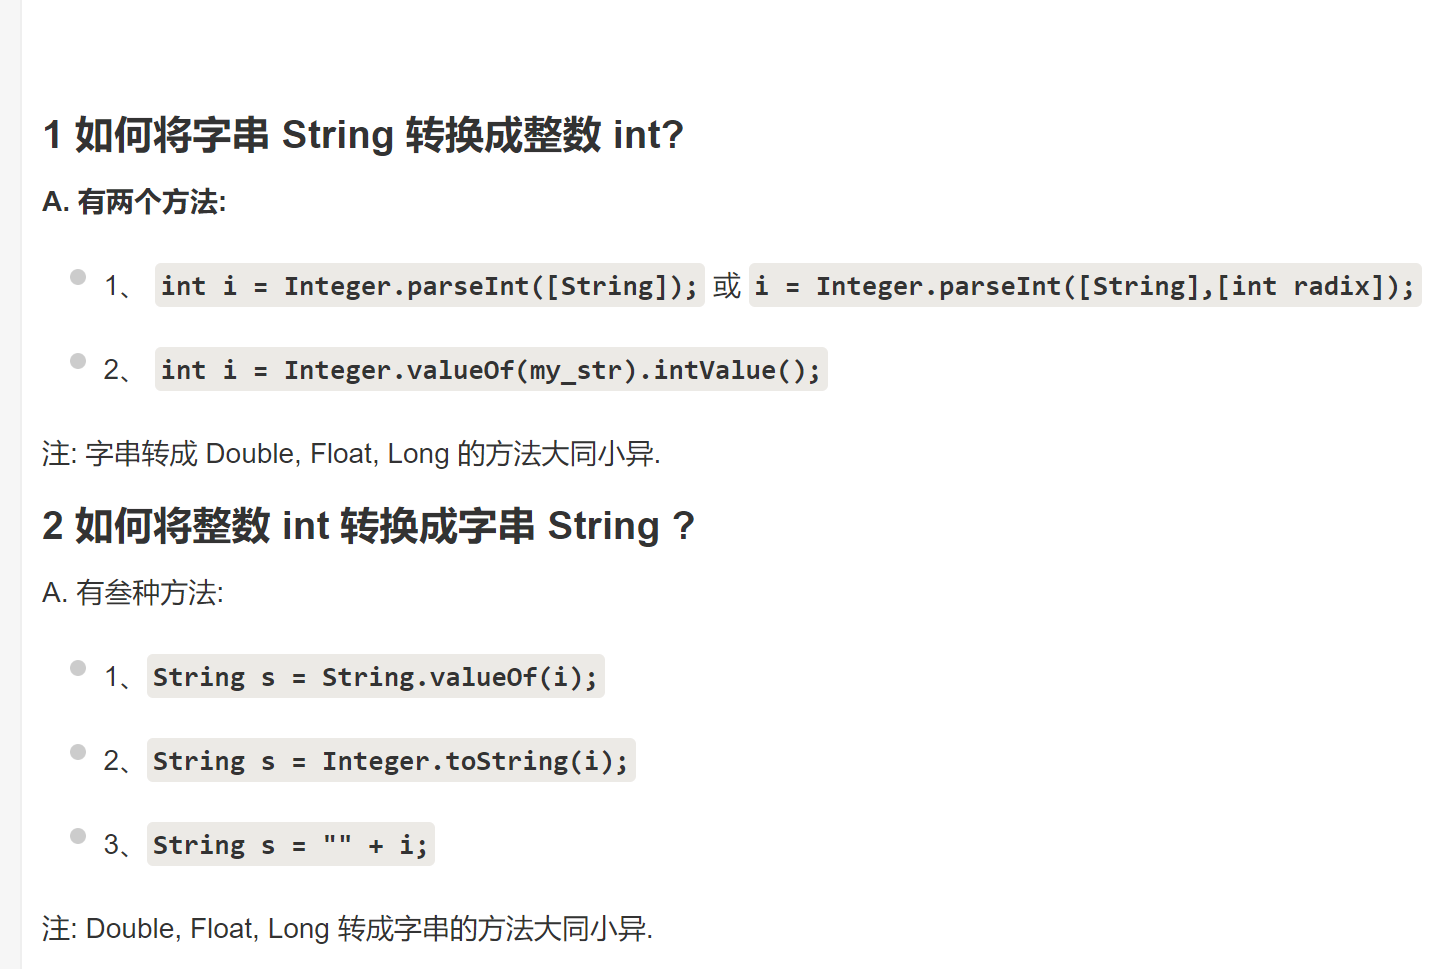 1 如何将字串 String 转换成整数 int?
A. 有两个方法:
1、 int i = Integer.parseInt([String]); 或 i = Integer.parseInt([String],[int radix]);
2、 int i = Integer.valueOf(my_str).intValue();
注: 字串转成 Double, Float, Long 的方法大同小异.
2 如何将整数 int 转换成字串 String ?
A. 有叁种方法:
1、 String s = String.valueOf(i);
2、 String s = Integer.toString(i);
3、 String s = "" + i;
注: Double, Float, Long 转成字串的方法大同小异.